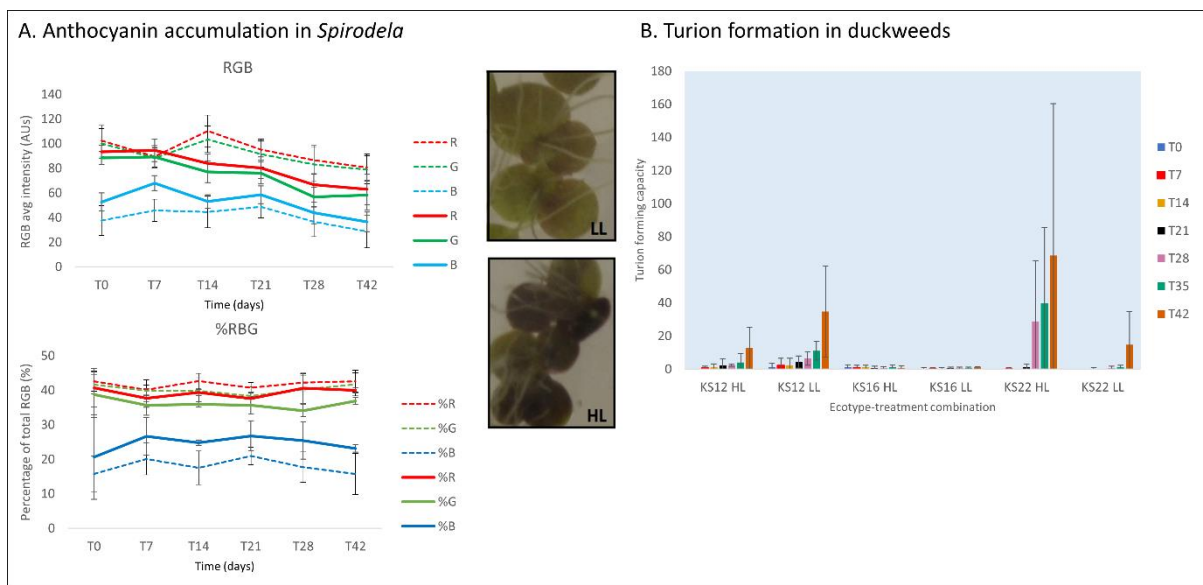 A. Anthocyanin accumulation in Spirodela
RGB
RGB avg intensity (AUs)
140
120
100
80
60
40
20
0
T0 T7 T14 T21 T28 T42
Time (days)
R
G
B
R
G
B
LL
%RBG
Percentage of total RGB (%)
50
40
30
20
10
0
T0 T7 T14 T21 T28 T42
Time (days)
%R
%G
%B
%R
%G
%B
HL
B. Turion formation in duckweeds
Turion forming capacity
180
160
140
120
100
80
60
40
20
0
KS12 HL KS12 LL KS16 HL KS16 LL KS22 HL KS22 LL
Ecotype-treatment combination
T0
T7
T14
T21
T28
T35
T42